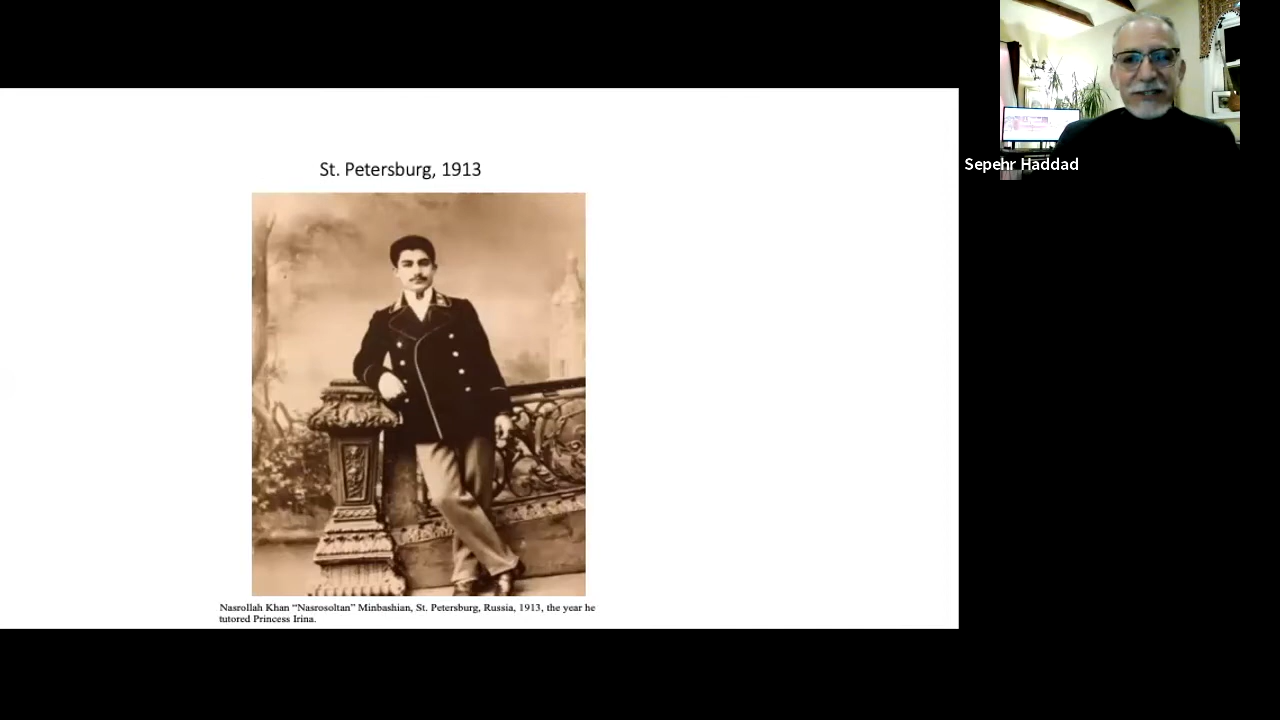 St. Petersburg, 1913
Sepehr Haddad
Nasrollah Khan “Nasrosoltan” Minbashian, St. Petersburg, Russia, 1913, the year he
tutored Princess Irina.